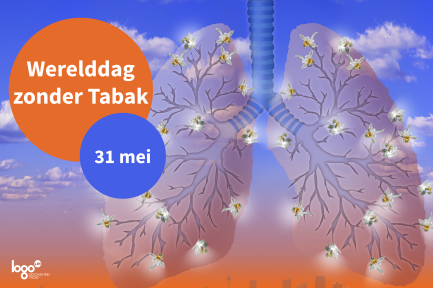 Werelddag
zonder Tabak
31 mei
logo